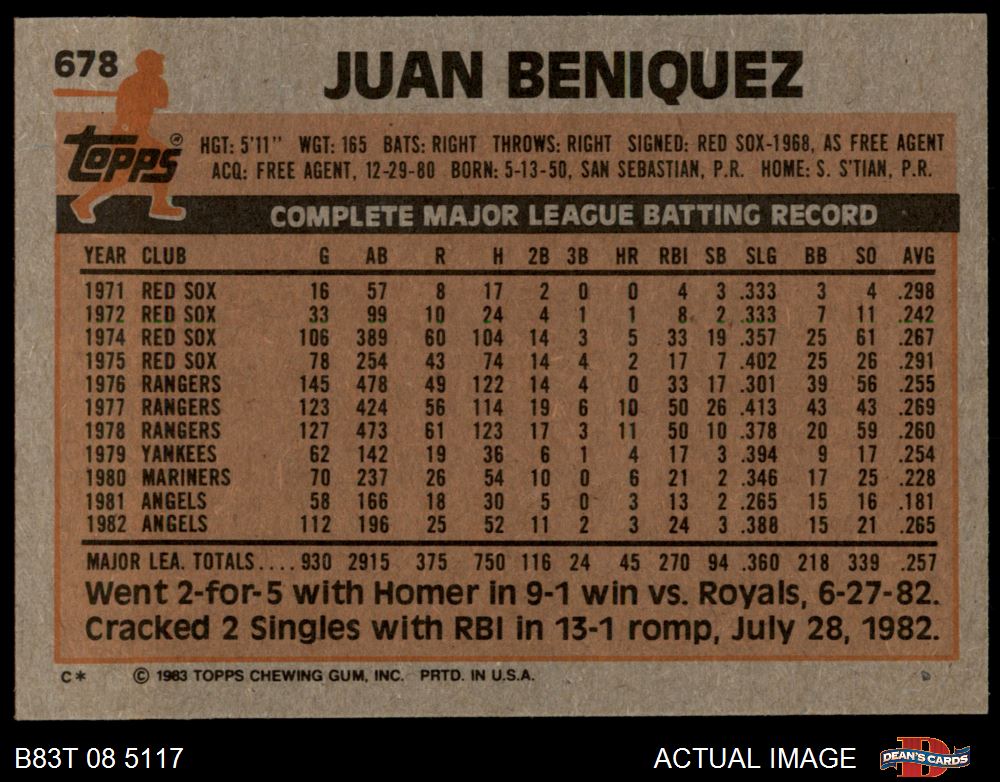 678 JUAN BENIQUEZ
Topps ®
HGT: 5'11" WGT: 165 BATS: RIGHT THROWS: RIGHT SIGNED: RED SOX-1968, AS FREE AGENT
ACQ: FREE AGENT, 12-29-80 BORN: 5-13-50, SAN SEBASTIAN, P.R. HOME: S. S'TIAN, P.R.
COMPLETE MAJOR LEAGUE BATTING RECORD
YEAR CLUB G AB R H 2B 3B HR RBI SB SLG BB SO AVG
1971 RED SOX 16 57 8 17 2 0 0 4 3 .333 3 4 .298
1972 RED SOX 33 99 10 24 4 1 1 8 2 .333 7 11 .242
1974 RED SOX 106 389 60 104 14 3 5 33 19 .357 25 61 .267
1975 RED SOX 78 254 43 74 14 4 2 17 7 .402 25 26 .291
1976 RANGERS 145 478 49 122 14 4 0 33 17 .301 39 56 .255
1977 RANGERS 123 424 56 114 19 6 10 50 26 .413 43 43 .269
1978 RANGERS 127 473 61 123 17 3 11 50 10 .378 20 59 .260
1979 YANKEES 62 142 19 36 6 1 4 17 3 .394 9 17 .254
1980 MARINERS 70 237 26 54 10 0 6 21 2 .346 17 25 .228
1981 ANGELS 58 166 18 30 5 0 3 13 2 .265 15 16 .181
1982 ANGELS 112 196 25 52 11 2 3 24 3 .388 15 21 .265
MAJOR LEA. TOTALS.... 930 2915 375 750 116 24 45 270 94 .360 218 339 .257
Went 2-for-5 with Homer in 9-1 win vs. Royals, 6-27-82.
Cracked 2 Singles with RBI in 13-1 romp, July 28, 1982.
C* © 1983 TOPPS CHEWING GUM, INC. PRTD. IN U.S.A.
B83T 08 5117 ACTUAL IMAGE DEAN'S CARDS